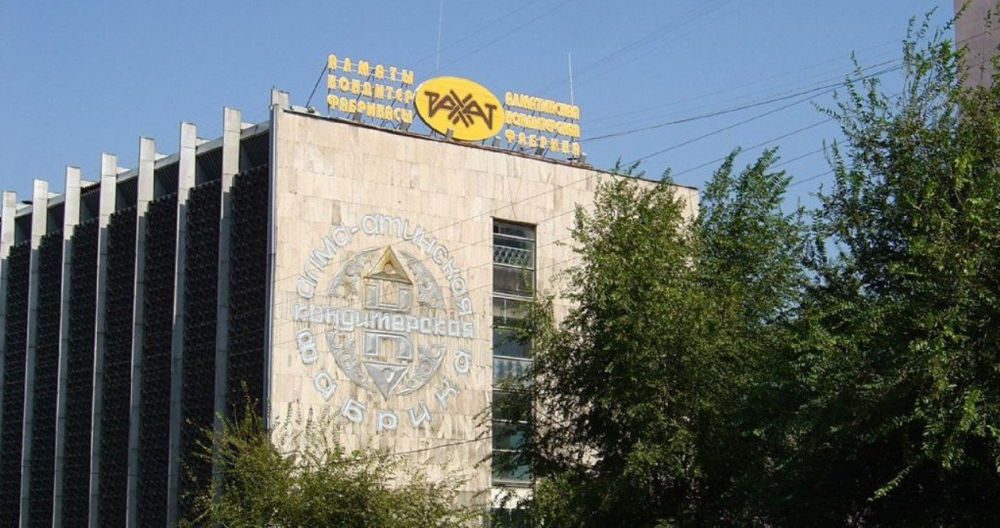 АЛМАТЫ
КОНДИТЕР
ФАБРИКАСЫ
РАХАТ
АЛМАТИНСКАЯ
КОНДИТЕРСКАЯ
ФАБРИКА
алма-атинская
кондитерская
фабрика